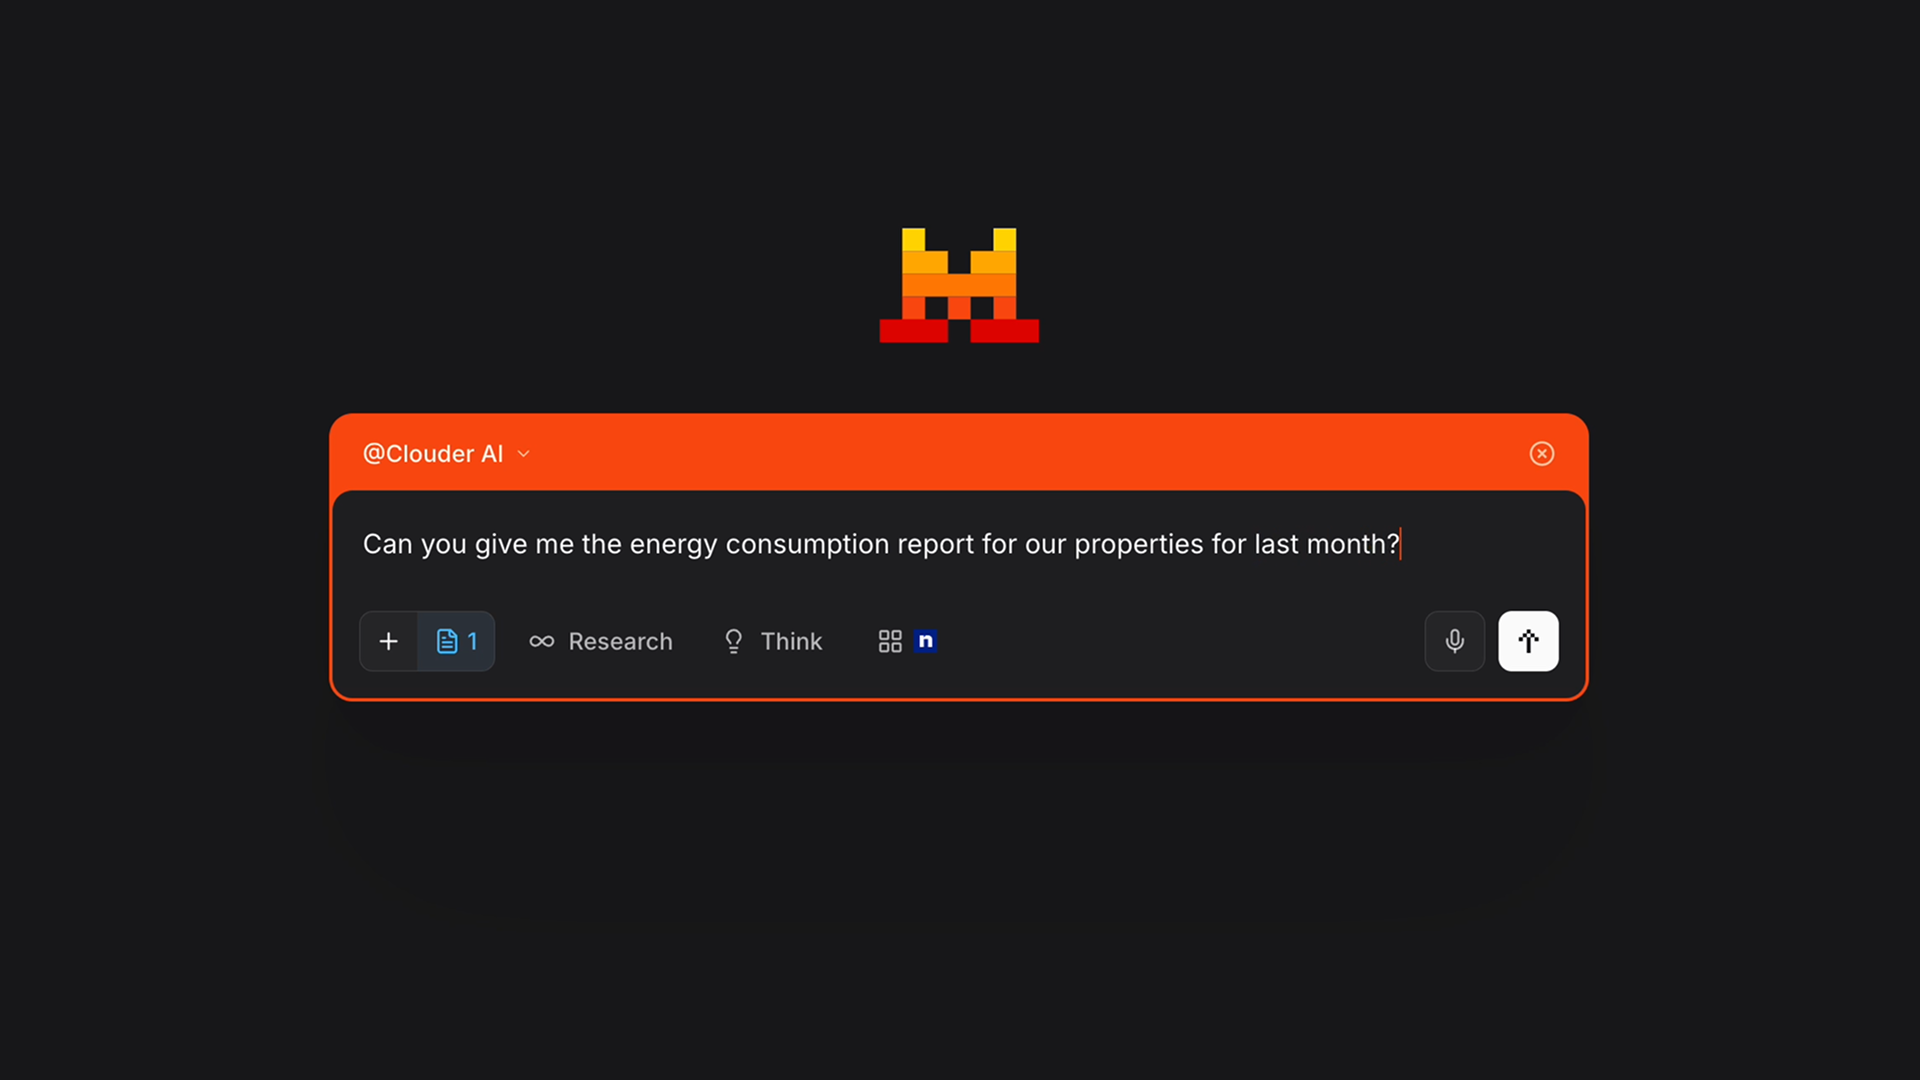 @Clouder AI
Can you give me the energy consumption report for our properties for last month?
1 Research Think n